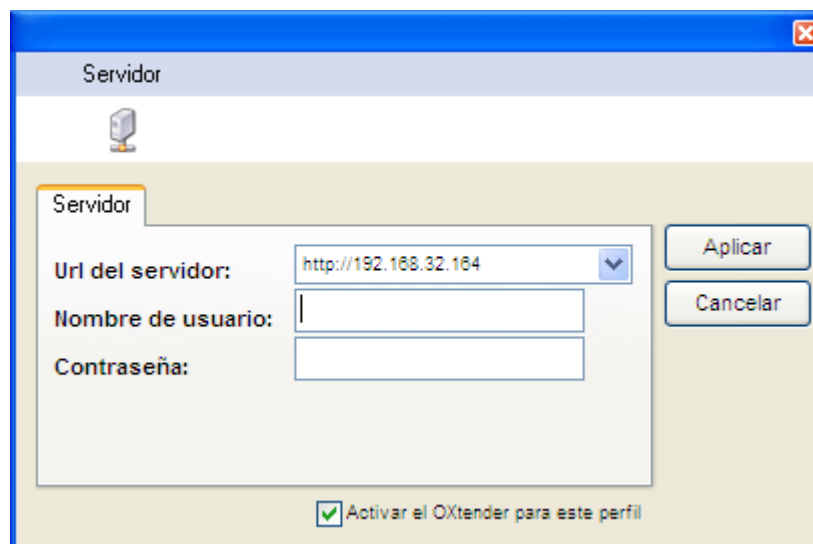 Servidor
Servidor
Url del servidor: http://192.168.32.164
Aplicar
Nombre de usuario:
Cancelar
Contraseña:
Activar el OXtender para este perfil